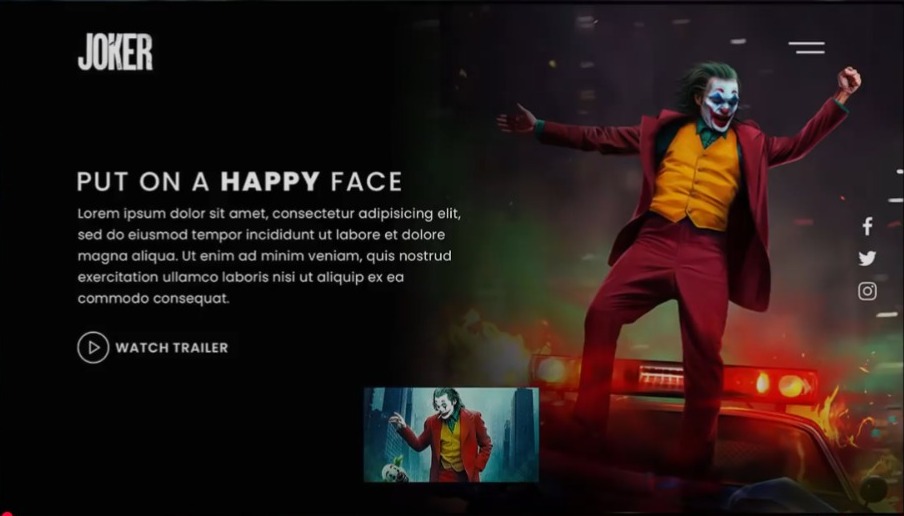 JOKER
PUT ON A HAPPY FACE
Lorem ipsum dolor sit amet, consectetur adipisicing elit,
sed do eiusmod tempor incididunt ut labore et dolore
magna aliqua. Ut enim ad minim veniam, quis nostrud
exercitation ullamco laboris nisi ut aliquip ex ea
commodo consequat.
WATCH TRAILER